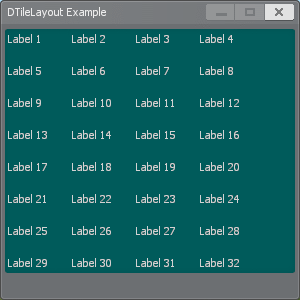 DTileLayout Example
Label 1 Label 2 Label 3 Label 4
Label 5 Label 6 Label 7 Label 8
Label 9 Label 10 Label 11 Label 12
Label 13 Label 14 Label 15 Label 16
Label 17 Label 18 Label 19 Label 20
Label 21 Label 22 Label 23 Label 24
Label 25 Label 26 Label 27 Label 28
Label 29 Label 30 Label 31 Label 32